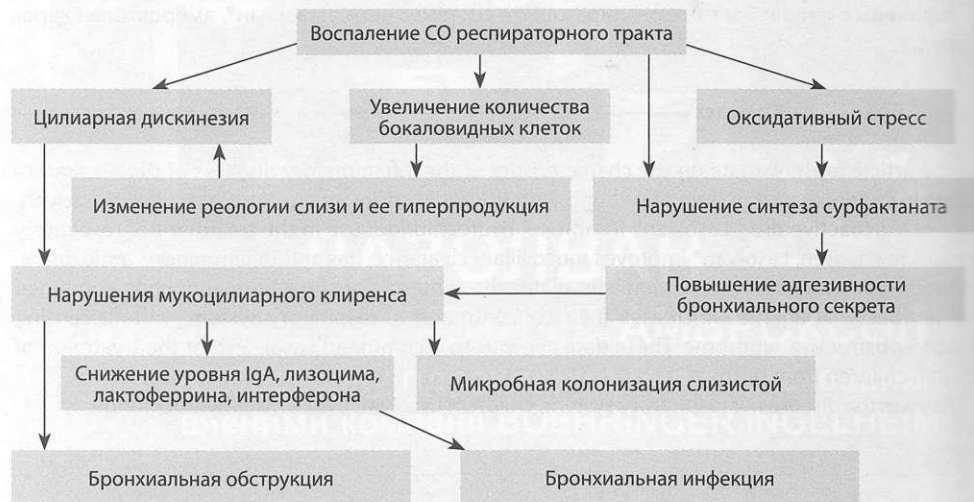 Воспаление СО респираторного тракта
Цилиарная дискинезия
Увеличение количества
бокаловидных клеток
Оксидативный стресс
Изменение реологии слизи и ее гиперпродукция
Нарушение синтеза сурфактаната
Нарушения мукоцилиарного клиренса
Повышение адгезивности
бронхиального секрета
Снижение уровня IgA, лизоцима,
лактоферрина, интерферона
Микробная колонизация слизистой
BOEHRINGER INGELHEIM
Бронхиальная обструкция
Бронхиальная инфекция